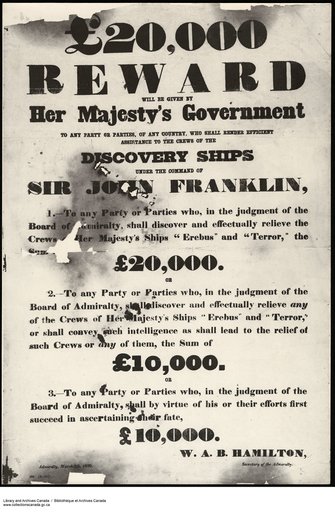 £20,000
REWARD
WILL BE GIVEN BY
Her Majesty's Government
TO ANY PARTY OR PARTIES, OF ANY COUNTRY, WHO SHALL RENDER EFFICIENT
ASSISTANCE TO THE CREWS OF THE
DISCOVERY SHIPS
UNDER THE COMMAND OF
SIR JOHN FRANKLIN,
1.—To any Party or Parties who, in the judgment of the
Board of Admiralty, shall discover and effectually relieve the
Crews Her Majesty's Ships "Erebus" and "Terror," the
£20,000.
OR
2.—To any Party or Parties who, in the judgment of the
Board of Admiralty, shall discover and effectually relieve any
of the Crews of Her Majesty's Ships "Erebus" and "Terror,"
or shall convey such intelligence as shall lead to the relief of
such Crews or any of them, the Sum of
£10,000.
OR
3.—To any Party or Parties who, in the judgment of the
Board of Admiralty, shall by virtue of his or their efforts first
succeed in ascertaining their fate,
£10,000.
W. A. B. HAMILTON,
Admiralty, March 7th, 1850.
Secretary of the Admiralty.
Library and Archives Canada / Bibliothèque et Archives Canada
www.collectionscanada.gc.ca